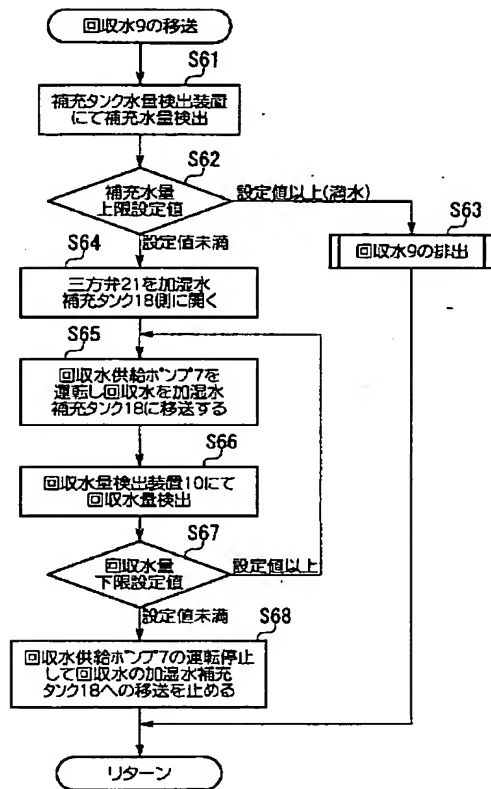 回収水9の移送
S61
補充タンク水量検出装置
にて補充水量検出
S62
補充水量
上限設定値
設定値以上(満水)
S63
回収水9の排出
設定値未満
S64
三方弁21を加湿水
補充タンク18側に開く
S65
回収水供給ポンプ7を
運転し回収水を加湿水
補充タンク18に移送する
S66
回収水量検出装置10にて
回収水量検出
S67
回収水量
下限設定値
設定値以上
設定値未満
S68
回収水供給ポンプ7の運転停止
して回収水の加湿水補充
タンク18への移送を止める
リターン